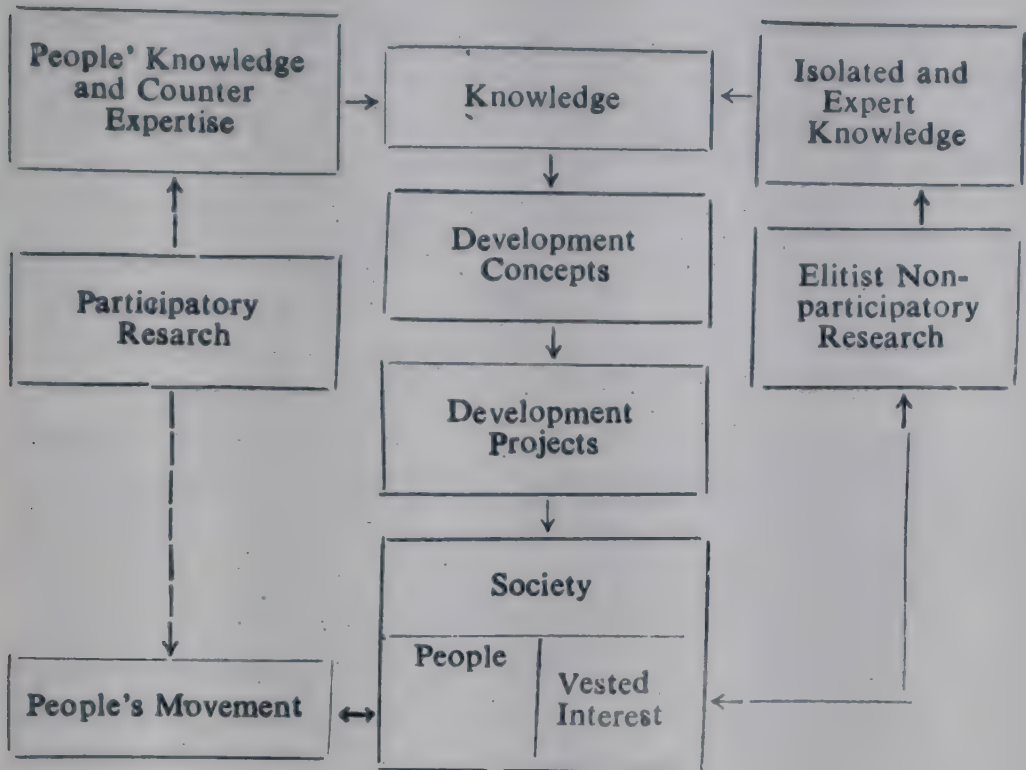 People' Knowledge
and Counter
Expertise
Knowledge
Isolated and
Expert
Knowledge
Development
Concepts
Participatory
Resarch
Elitist Non-
participatory
Research
Development
Projects
Society
People
Vested
Interest
People's Movement